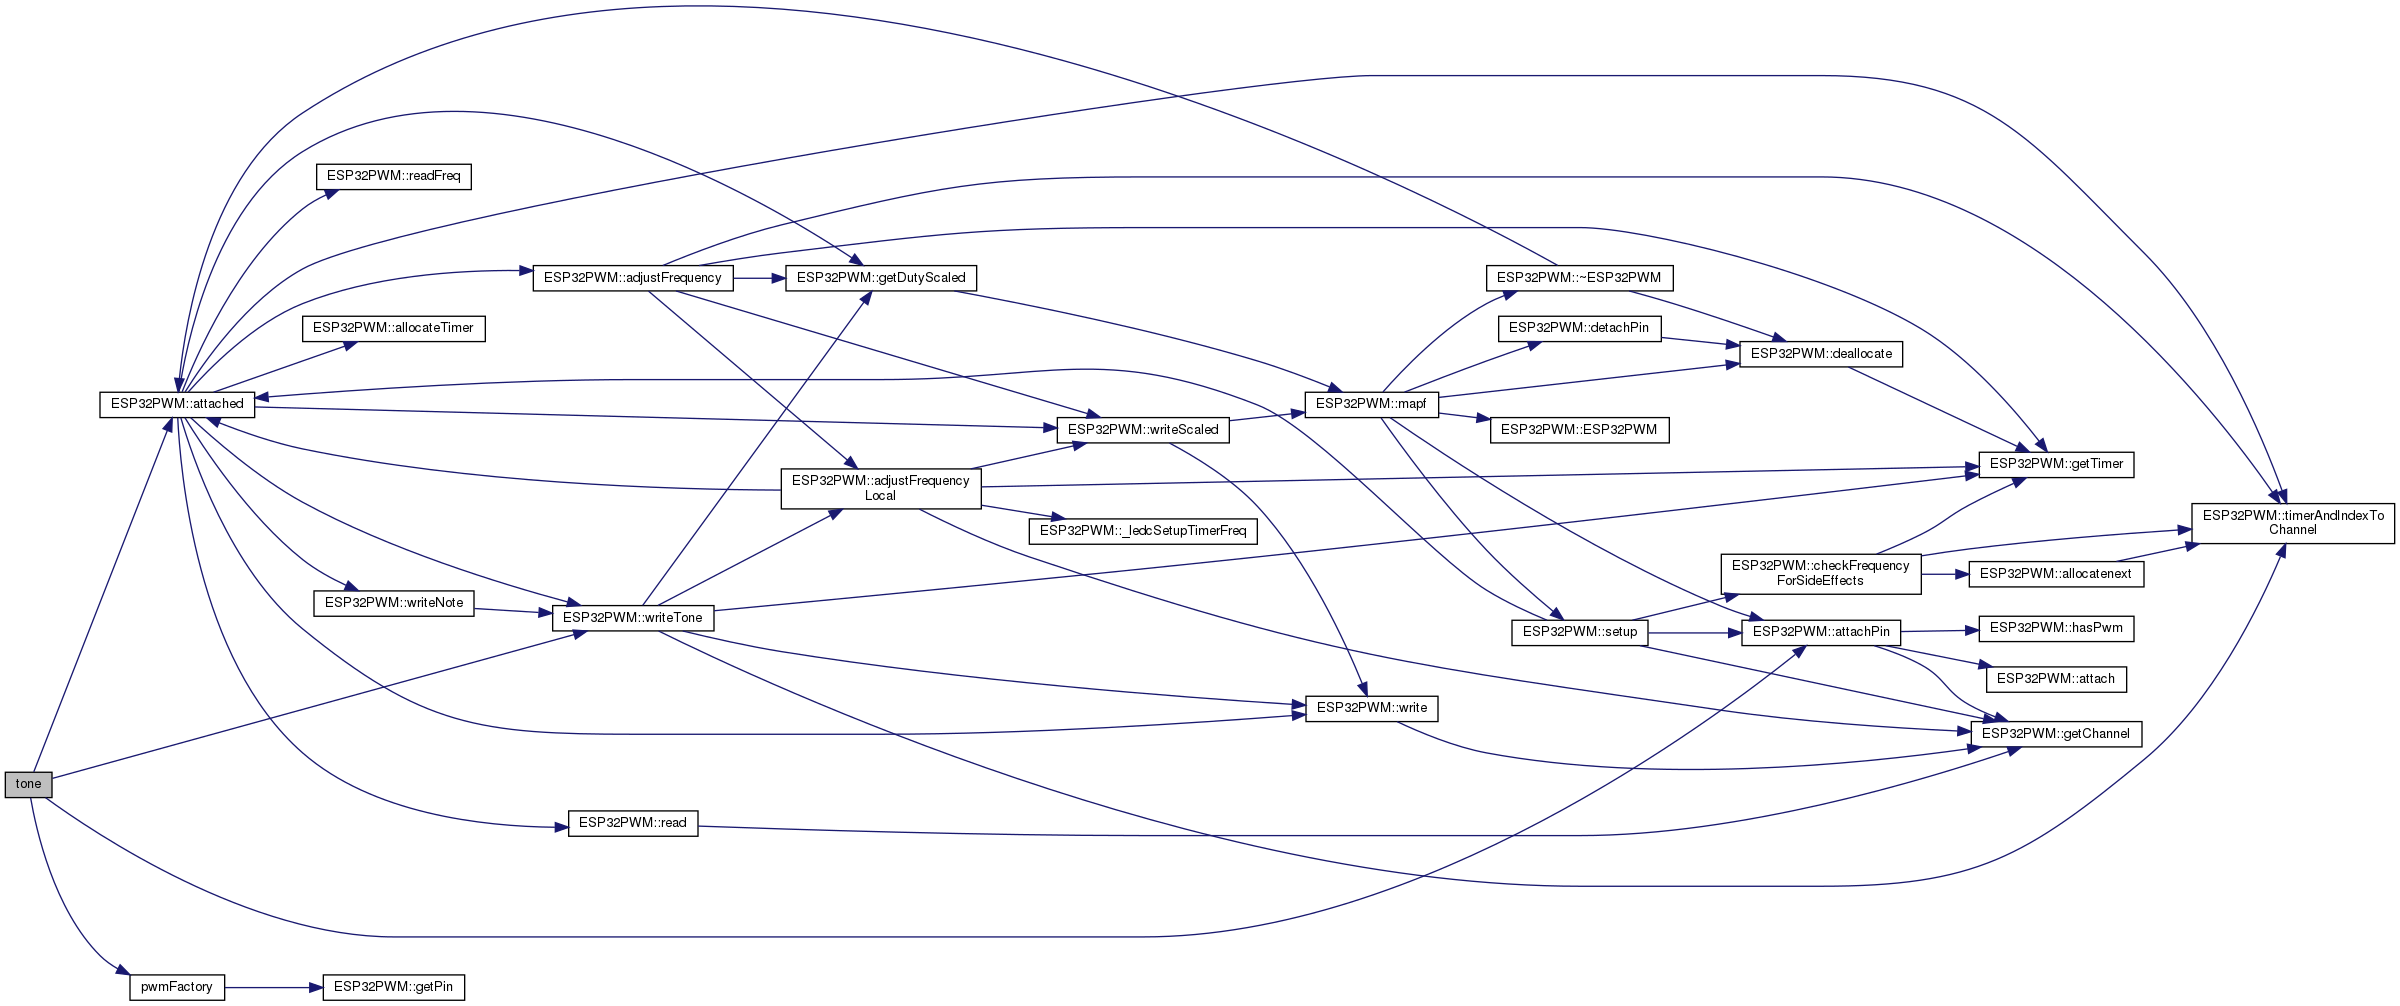 ESP32PWM::readFreq
ESP32PWM::adjustFrequency
ESP32PWM::getDutyScaled
ESP32PWM::~ESP32PWM
ESP32PWM::allocateTimer
ESP32PWM::detachPin
ESP32PWM::deallocate
ESP32PWM::attached
ESP32PWM::mapf
ESP32PWM::writeScaled
ESP32PWM::ESP32PWM
ESP32PWM::getTimer
ESP32PWM::adjustFrequency
Local
ESP32PWM::timerAndIndexTo
Channel
ESP32PWM::_ledcSetupTimerFreq
ESP32PWM::checkFrequency
ForSideEffects
ESP32PWM::allocatenext
ESP32PWM::writeNote
ESP32PWM::writeTone
ESP32PWM::setup
ESP32PWM::attachPin
ESP32PWM::hasPwm
ESP32PWM::attach
ESP32PWM::write
ESP32PWM::getChannel
tone
ESP32PWM::read
pwmFactory
ESP32PWM::getPin